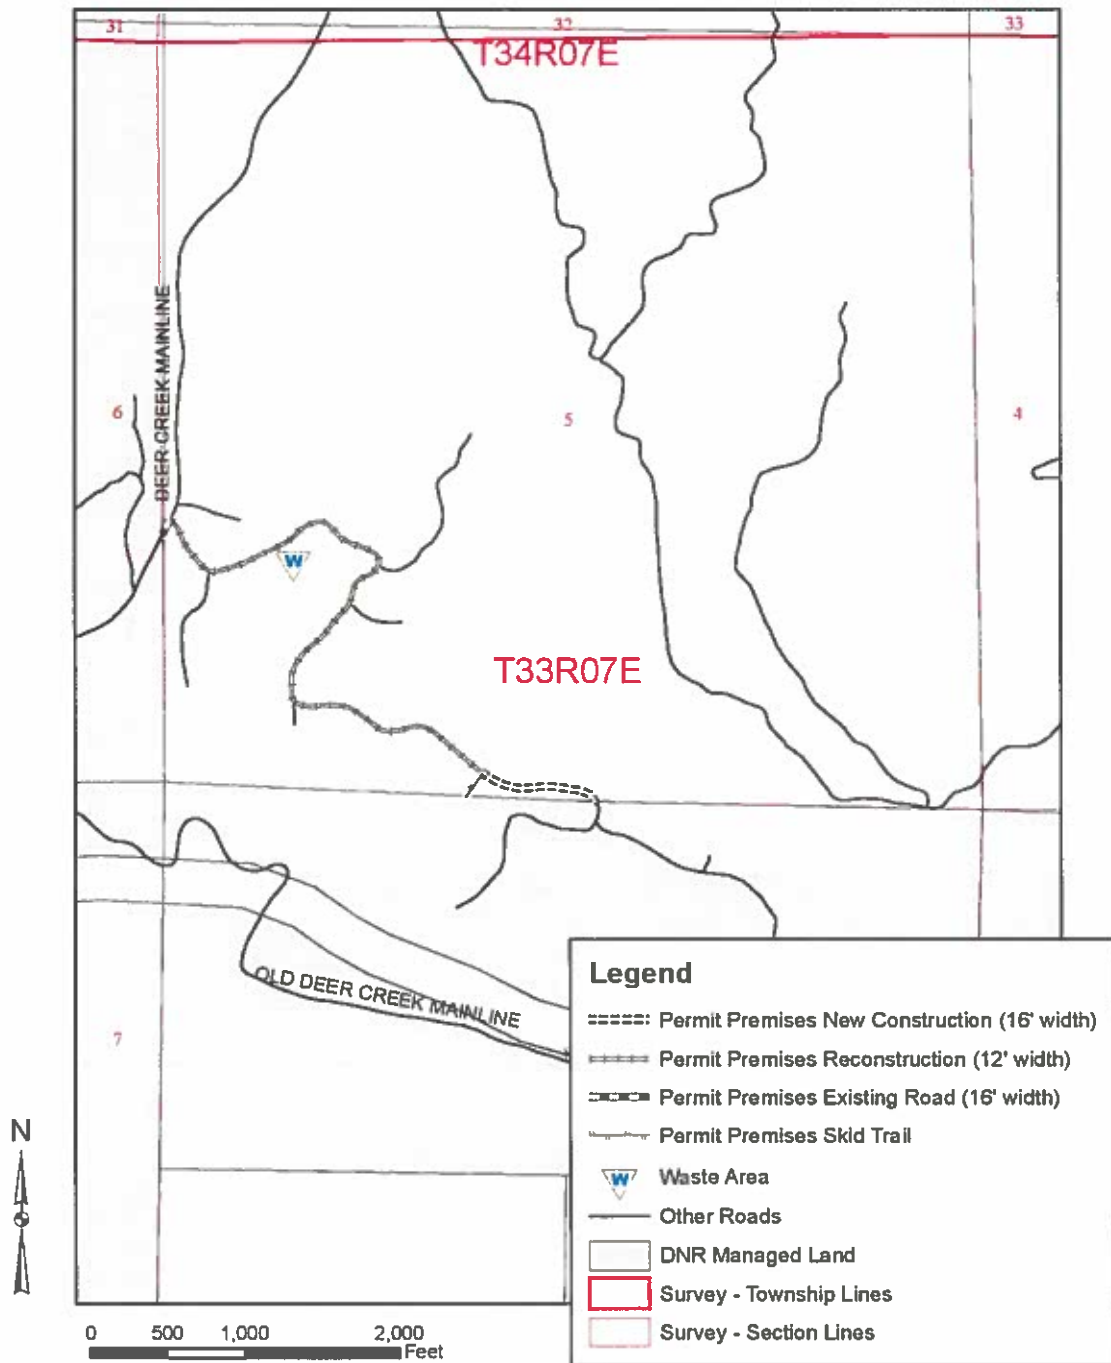 31
32
33
T34R07E
DEER CREEK MAINLINE
6
5
4
W
T33R07E
OLD DEER CREEK MAINLINE
7
N
0 500 1,000 2,000
Feet
Legend
Permit Premises New Construction (16' width)
Permit Premises Reconstruction (12' width)
Permit Premises Existing Road (16' width)
Permit Premises Skid Trail
W Waste Area
Other Roads
DNR Managed Land
Survey - Township Lines
Survey - Section Lines